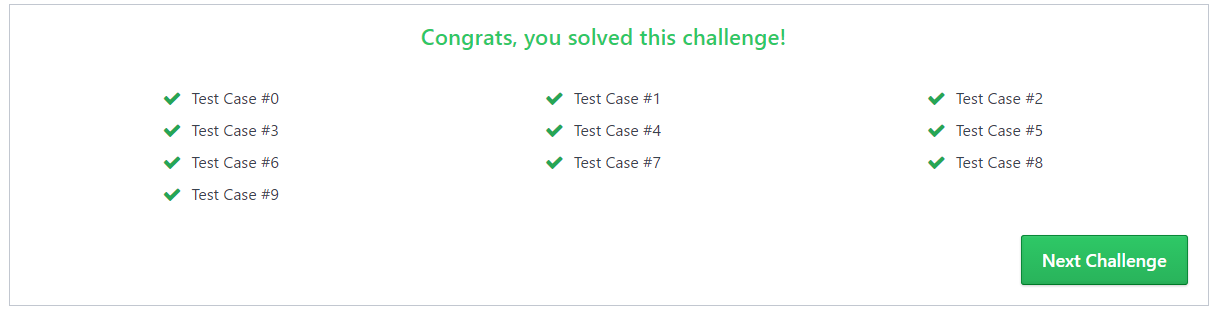 Congrats, you solved this challenge!
Test Case #0 Test Case #1 Test Case #2
Test Case #3 Test Case #4 Test Case #5
Test Case #6 Test Case #7 Test Case #8
Test Case #9
Next Challenge